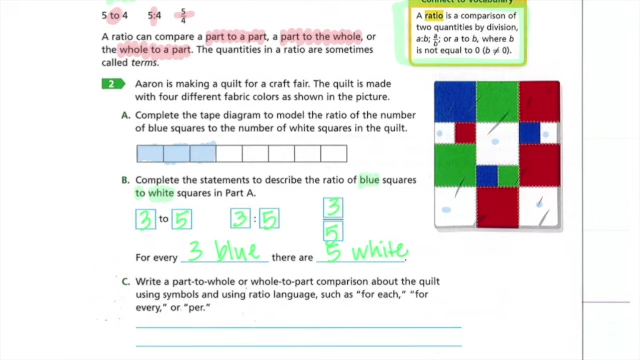 Connect to Vocabulary
5 to 4 5:4 5/4
A ratio is a comparison of
two quantities by division,
a:b; a/b; or a to b, where b
is not equal to 0 (b ≠ 0).
A ratio can compare a part to a part, a part to the whole, or
the whole to a part. The quantities in a ratio are sometimes
called terms.
2 Aaron is making a quilt for a craft fair. The quilt is made
with four different fabric colors as shown in the picture.
A. Complete the tape diagram to model the ratio of the number
of blue squares to the number of white squares in the quilt.
B. Complete the statements to describe the ratio of blue squares
to white squares in Part A.
3 to 5 3 : 5 3/5
For every 3 blue there are 5 white.
C. Write a part-to-whole or whole-to-part comparison about the quilt
using symbols and using ratio language, such as “for each,” “for
every,” or “per.”